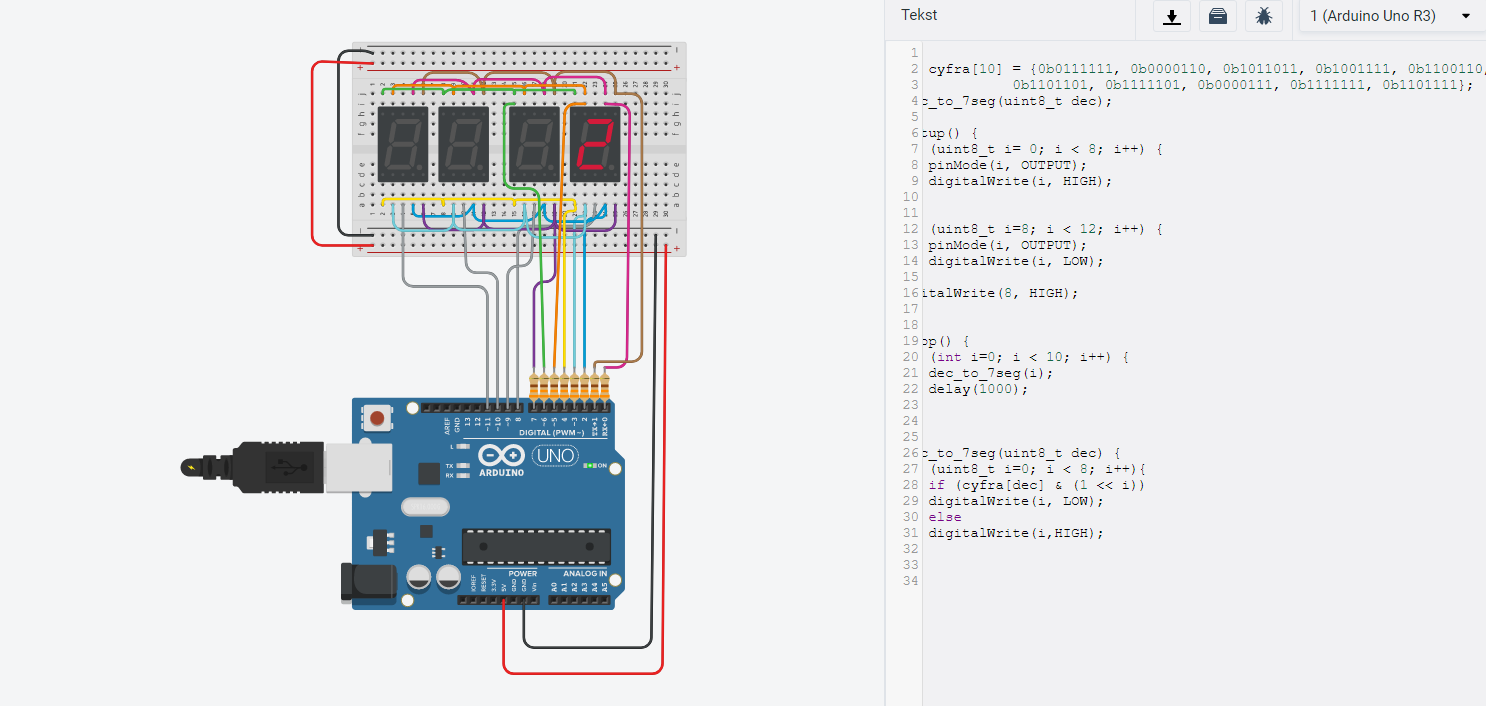 Tekst
1 (Arduino Uno R3)
1
2 cyfra[10] = {0b0111111, 0b0000110, 0b1011011, 0b1001111, 0b1100110,
3 0b1101101, 0b1111101, 0b0000111, 0b1111111, 0b1101111};
4 c_to_7seg(uint8_t dec);
5
6 tup() {
7 (uint8_t i= 0; i < 8; i++) {
8 pinMode(i, OUTPUT);
9 digitalWrite(i, HIGH);
10
11
12 (uint8_t i=8; i < 12; i++) {
13 pinMode(i, OUTPUT);
14 digitalWrite(i, LOW);
15
16 italWrite(8, HIGH);
17
18
19 op() {
20 (int i=0; i < 10; i++) {
21 dec_to_7seg(i);
22 delay(1000);
23
24
25
26 c_to_7seg(uint8_t dec) {
27 (uint8_t i=0; i < 8; i++){
28 if (cyfra[dec] & (1 << i))
29 digitalWrite(i, LOW);
30 else
31 digitalWrite(i,HIGH);
32
33
34
2
AREF
GND
13
12
~11
~10
~9
8
7
~6
~5
4
~3
2
TX→1
RX←0
DIGITAL (PWM~)
L
TX
RX
ARDUINO
UNO
ON
POWER
ANALOG IN
IOREF
RESET
3.3V
5V
GND
GND
Vin
A0
A1
A2
A3
A4
A5